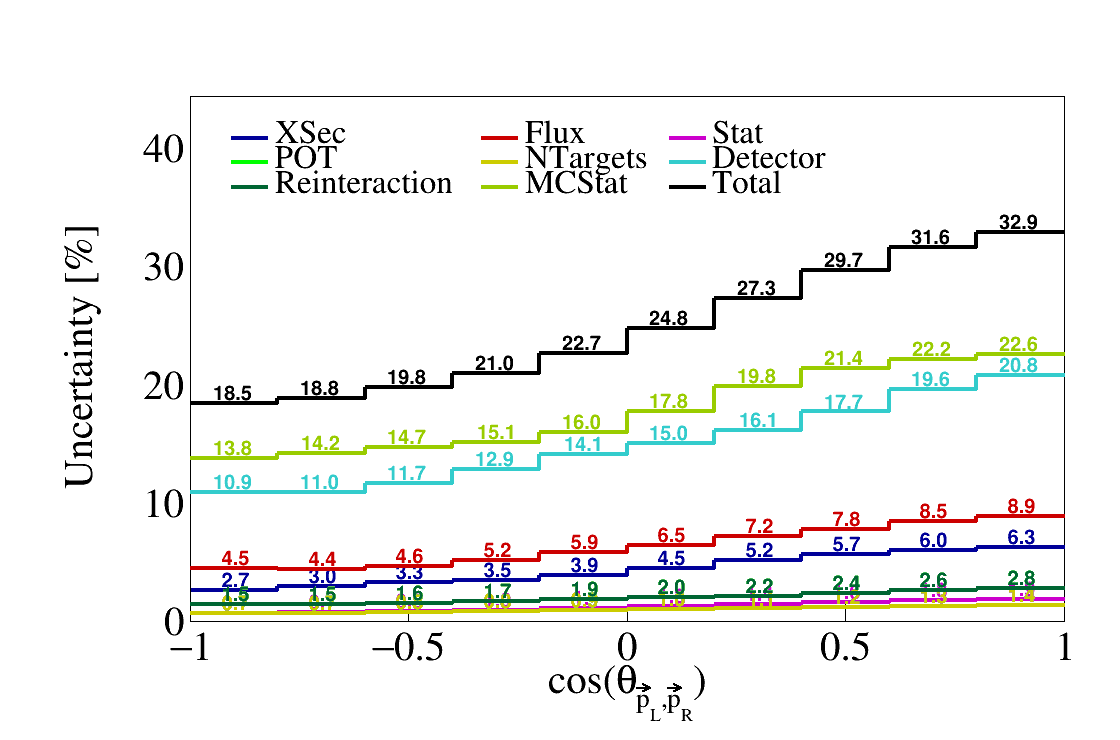 XSec Flux Stat
POT NTargets Detector
Reinteraction MCStat Total
Uncertainty [%]
40
30
20
10
0
18.5 18.8 19.8 21.0 22.7 24.8 27.3 29.7 31.6 32.9
13.8 14.2 14.7 15.1 16.0 17.8 19.8 21.4 22.2 22.6
10.9 11.0 11.7 12.9 14.1 15.0 16.1 17.7 19.6 20.8
4.5 4.4 4.6 5.2 5.9 6.5 7.2 7.8 8.5 8.9
2.7 3.0 3.3 3.5 3.9 4.5 5.2 5.7 6.0 6.3
1.5 1.5 1.6 1.7 1.9 2.0 2.2 2.4 2.6 2.8
−1 −0.5 0 0.5 1
cos(θ p⃗L,p⃗R)